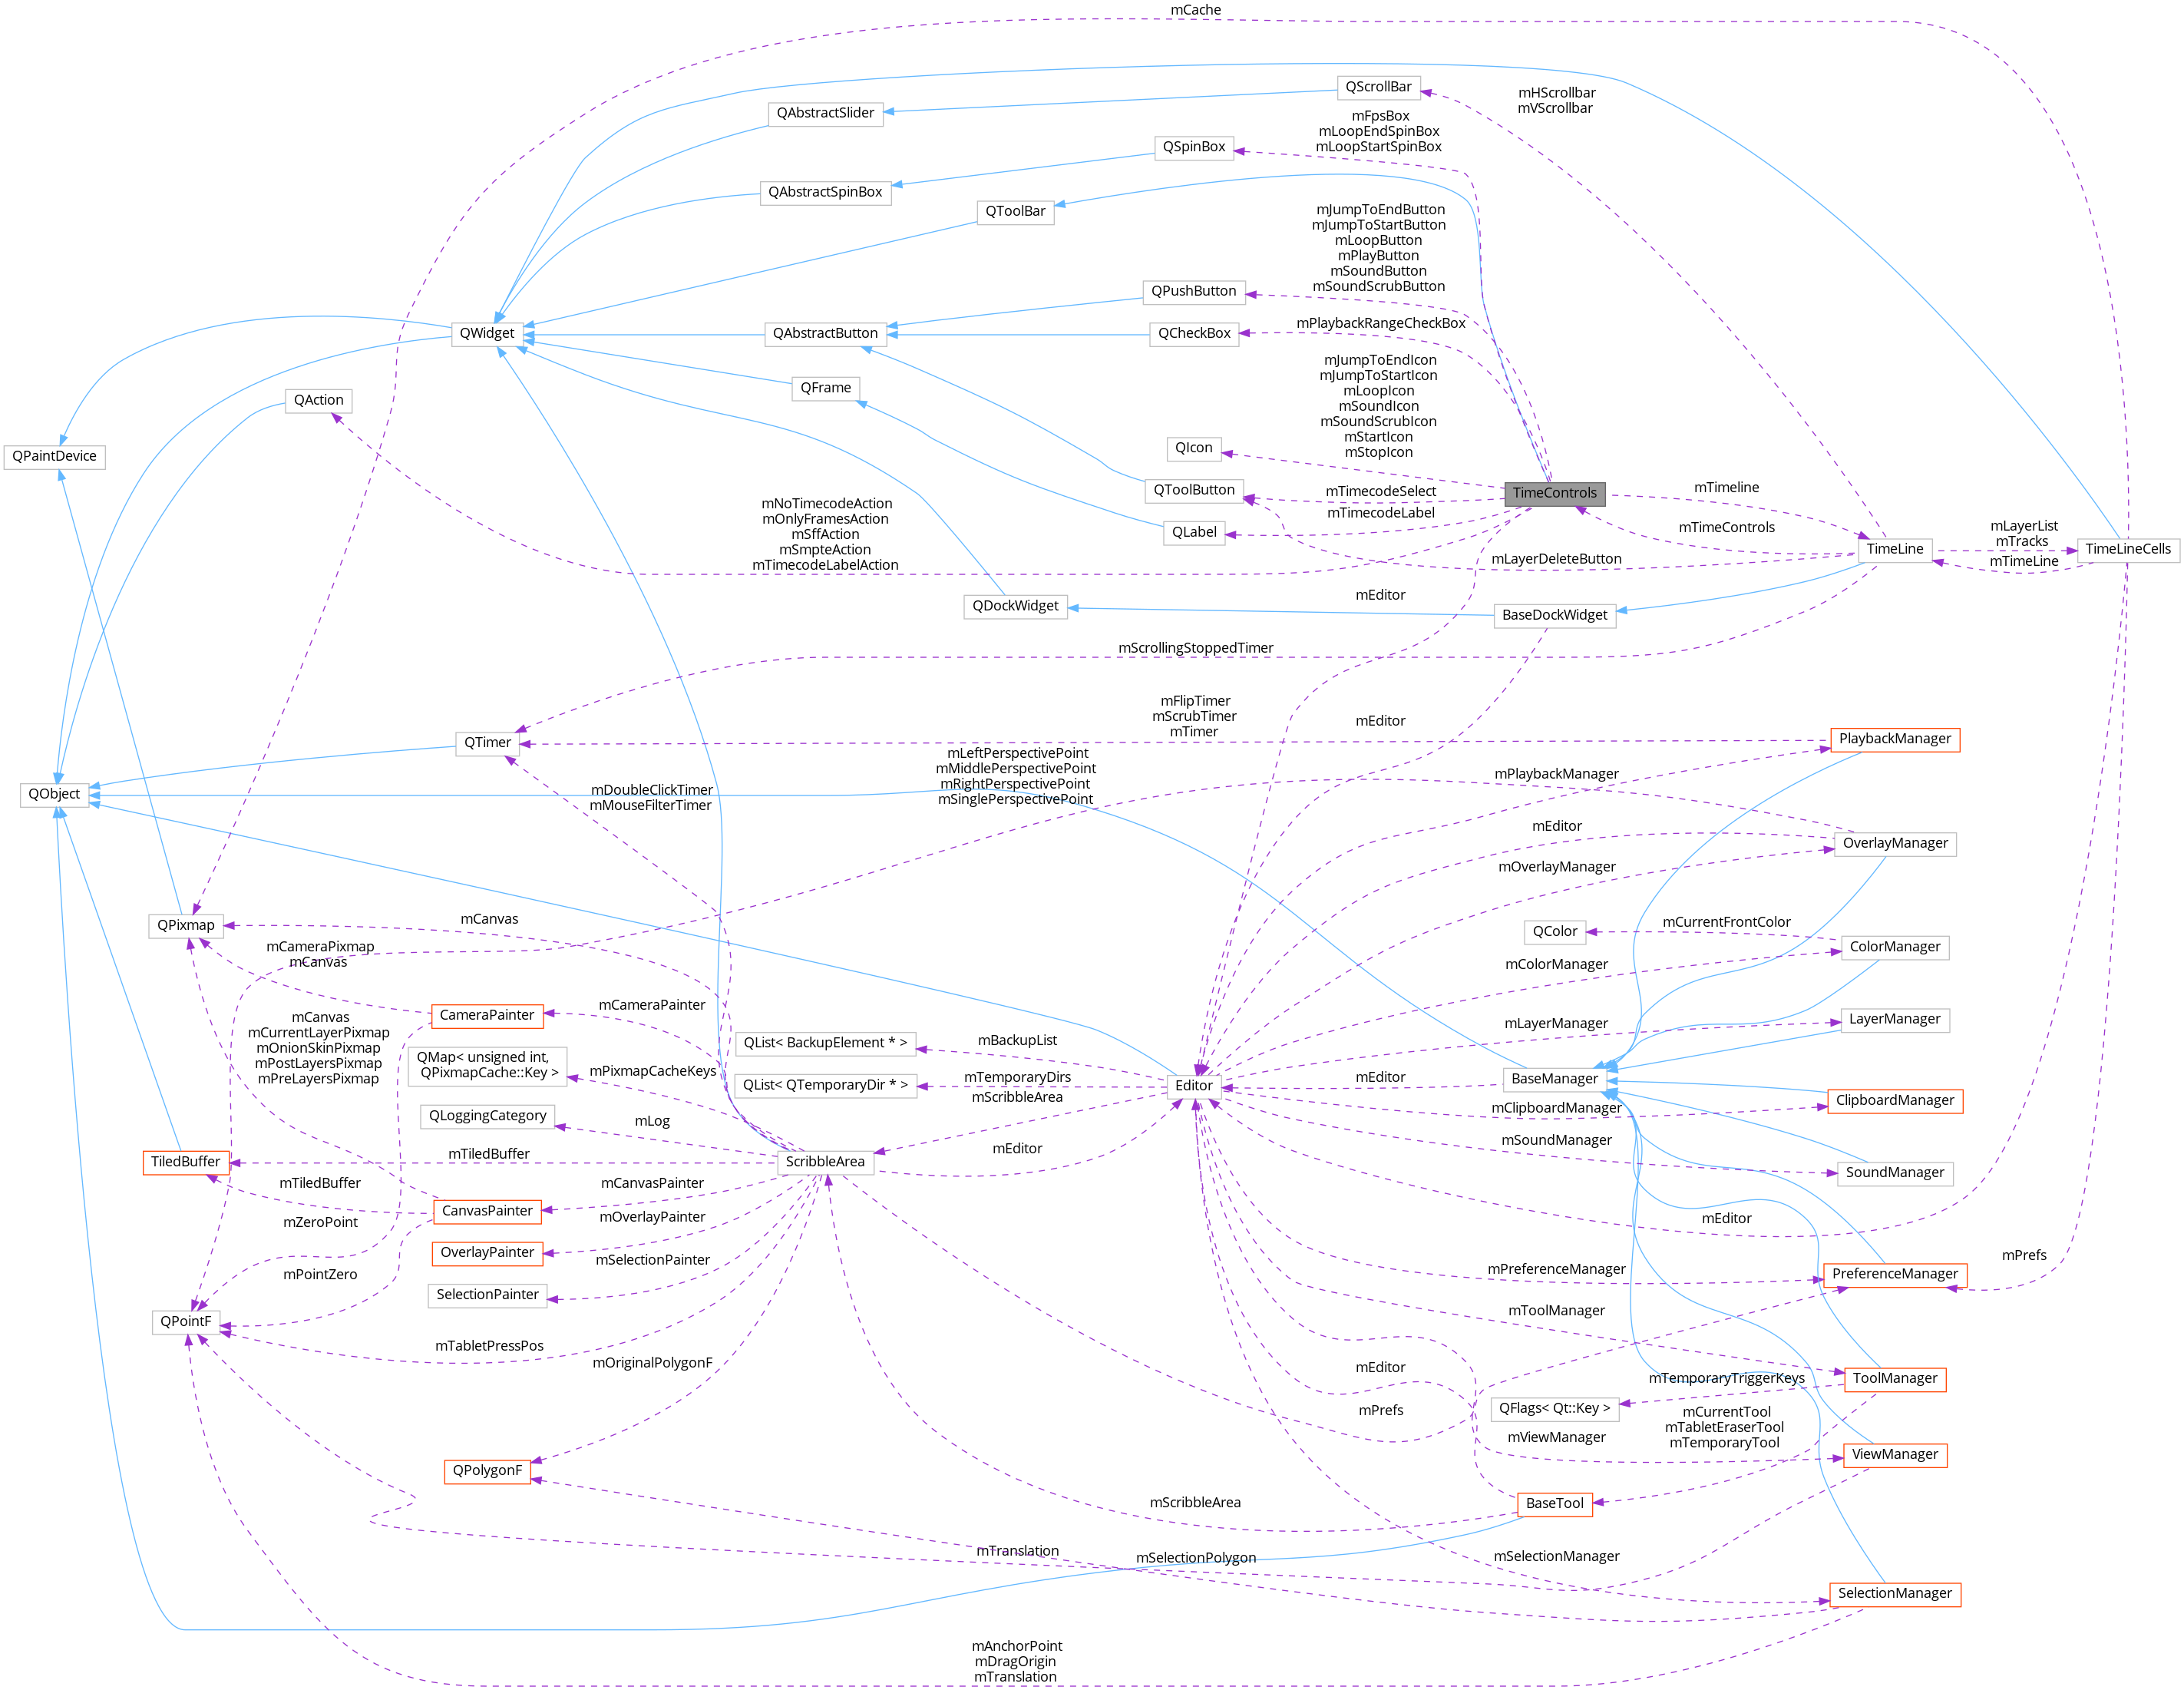 mCache
QScrollBar
mHScrollbar
mVScrollbar
QAbstractSlider
mFpsBox
mLoopEndSpinBox
mLoopStartSpinBox
QSpinBox
QAbstractSpinBox
QToolBar
mJumpToEndButton
mJumpToStartButton
mLoopButton
mPlayButton
mSoundButton
mSoundScrubButton
QPushButton
QWidget
QAbstractButton
QCheckBox
mPlaybackRangeCheckBox
QFrame
QAction
mJumpToEndIcon
mJumpToStartIcon
mLoopIcon
mSoundIcon
mSoundScrubIcon
mStartIcon
mStopIcon
QPaintDevice
QIcon
QToolButton
mTimecodeSelect
TimeControls
mTimeline
mTimecodeLabel
QLabel
mTimeControls
mNoTimecodeAction
mOnlyFramesAction
mSffAction
mSmpteAction
mTimecodeLabelAction
mLayerDeleteButton
TimeLine
mLayerList
mTracks
mTimeLine
TimeLineCells
QDockWidget
mEditor
BaseDockWidget
mScrollingStoppedTimer
mFlipTimer
mScrubTimer
mTimer
mEditor
PlaybackManager
QTimer
mLeftPerspectivePoint
mMiddlePerspectivePoint
mRightPerspectivePoint
mSinglePerspectivePoint
mPlaybackManager
QObject
mDoubleClickTimer
mMouseFilterTimer
mEditor
OverlayManager
mOverlayManager
QPixmap
mCanvas
QColor
mCurrentFrontColor
ColorManager
mCameraPixmap
mCanvas
mColorManager
CameraPainter
mCameraPainter
mCanvas
mCurrentLayerPixmap
mOnionSkinPixmap
mPostLayersPixmap
mPreLayersPixmap
QList< BackupElement * >
mBackupList
mLayerManager
LayerManager
QMap< unsigned int,
QPixmapCache::Key >
mPixmapCacheKeys
QList< QTemporaryDir * >
mTemporaryDirs
mScribbleArea
Editor
mEditor
BaseManager
ClipboardManager
mClipboardManager
QLoggingCategory
mLog
mSoundManager
SoundManager
TiledBuffer
mTiledBuffer
ScribbleArea
mEditor
mTiledBuffer
CanvasPainter
mCanvasPainter
mZeroPoint
mOverlayPainter
OverlayPainter
mEditor
mPrefs
mSelectionPainter
mPointZero
SelectionPainter
mPreferenceManager
PreferenceManager
QPointF
mToolManager
mTabletPressPos
mOriginalPolygonF
mEditor
mTemporaryTriggerKeys
ToolManager
QFlags< Qt::Key >
mPrefs
mCurrentTool
mTabletEraserTool
mTemporaryTool
mViewManager
ViewManager
QPolygonF
mScribbleArea
BaseTool
mTranslation
mSelectionPolygon
mSelectionManager
SelectionManager
mAnchorPoint
mDragOrigin
mTranslation